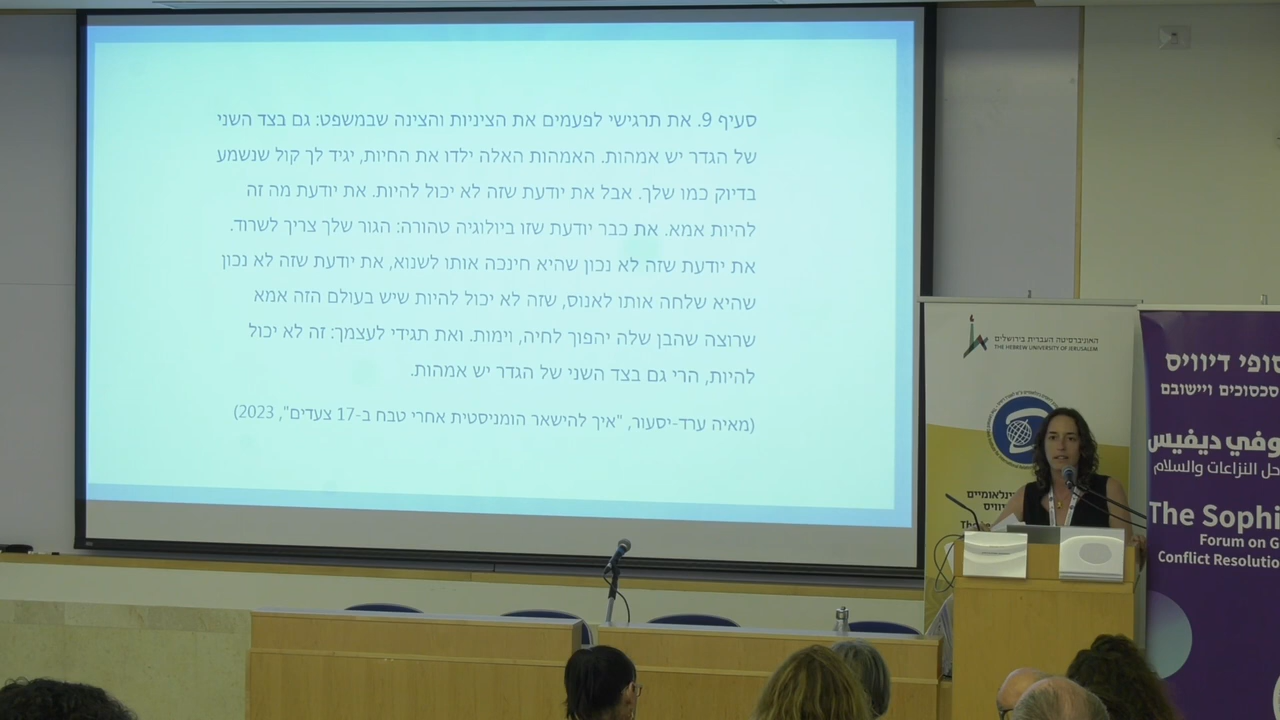 סעיף 9. את תרגישי לפעמים את הציניות והצינה שבמשפט: גם בצד השני
של הגדר יש אמהות. האמהות האלה ילדו את החיות, יגיד לך קול שנשמע
בדיוק כמו שלך. אבל את יודעת שזה לא יכול להיות. את יודעת מה זה
להיות אמא. את כבר יודעת שזו ביולוגיה טהורה: הגור שלך צריך לשרוד.
את יודעת שזה לא נכון שהיא חינכה אותו לשנוא, את יודעת שזה לא נכון
שהיא שלחה אותו לאנוס, שזה לא יכול להיות שיש בעולם הזה אמא
שרוצה שהבן שלה יהפוך לחיה, וימות. ואת תגידי לעצמך: זה לא יכול
להיות, הרי גם בצד השני של הגדר יש אמהות.
(מאיה ערד-יסעור, "איך להישאר הומניסטית אחרי טבח ב-17 צעדים", 2023)
האוניברסיטה העברית בירושלים
THE HEBREW UNIVERSITY OF JERUSALEM
דיוויס
סכסוכים ויישובם
حل النزاعات والسلام
The Sophi
Forum on G
Conflict Resolutio